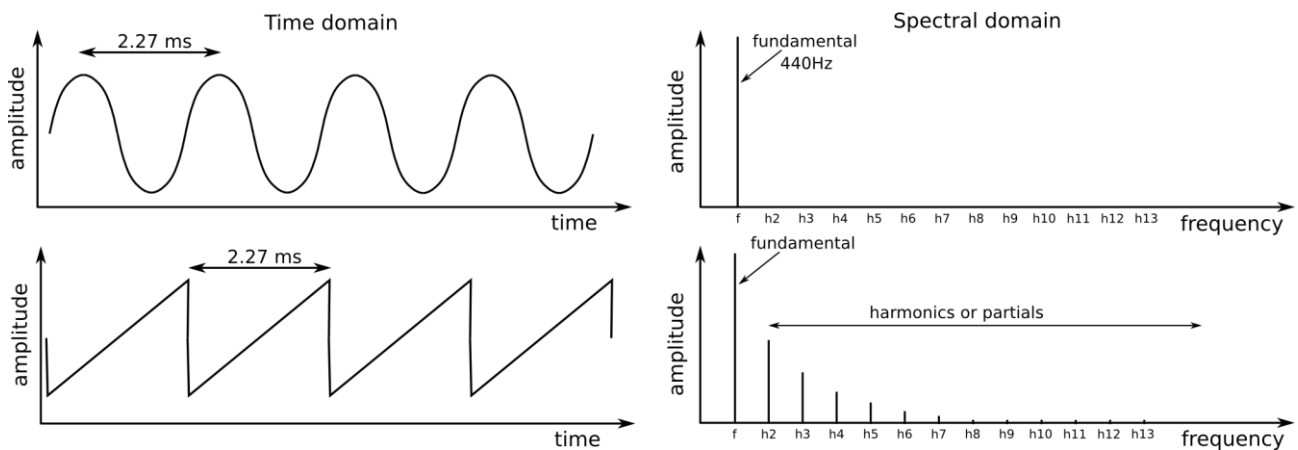 Time domain
Spectral domain
2.27 ms
amplitude
time
fundamental
440Hz
amplitude
f h2 h3 h4 h5 h6 h7 h8 h9 h10 h11 h12 h13
frequency
2.27 ms
amplitude
time
fundamental
harmonics or partials
amplitude
f h2 h3 h4 h5 h6 h7 h8 h9 h10 h11 h12 h13
frequency